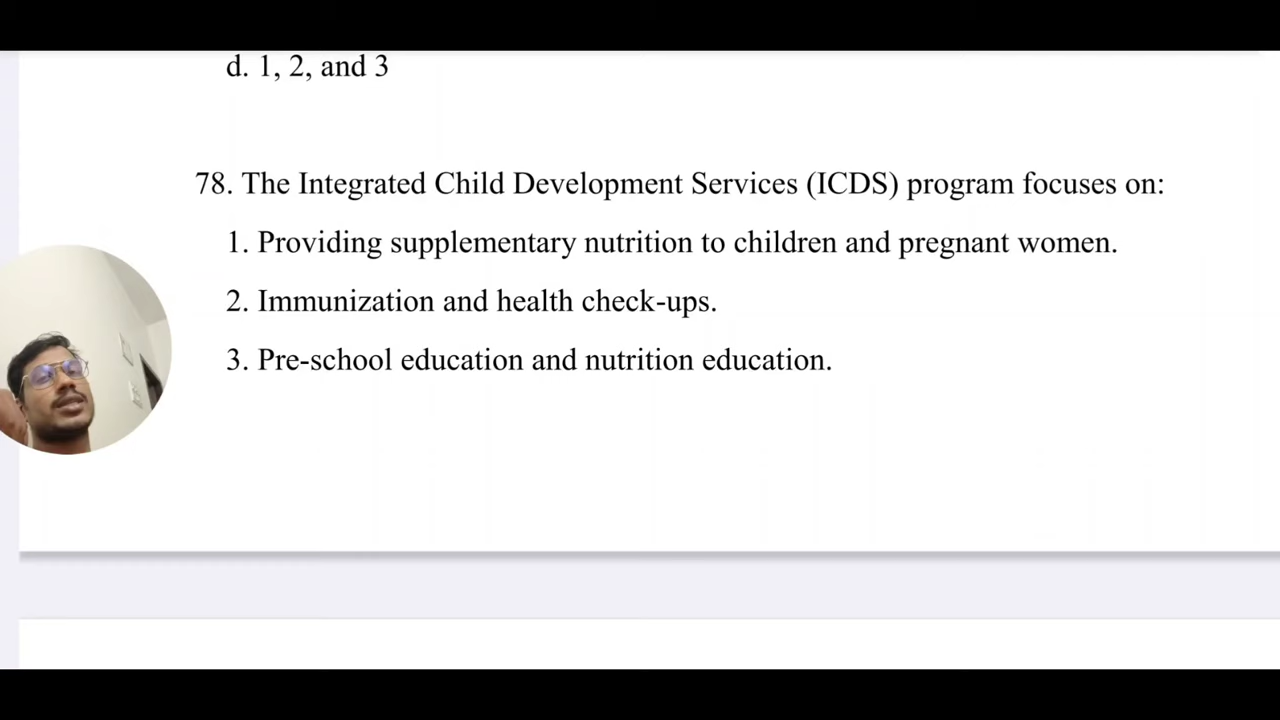 d. 1, 2, and 3
78. The Integrated Child Development Services (ICDS) program focuses on:
1. Providing supplementary nutrition to children and pregnant women.
2. Immunization and health check-ups.
3. Pre-school education and nutrition education.